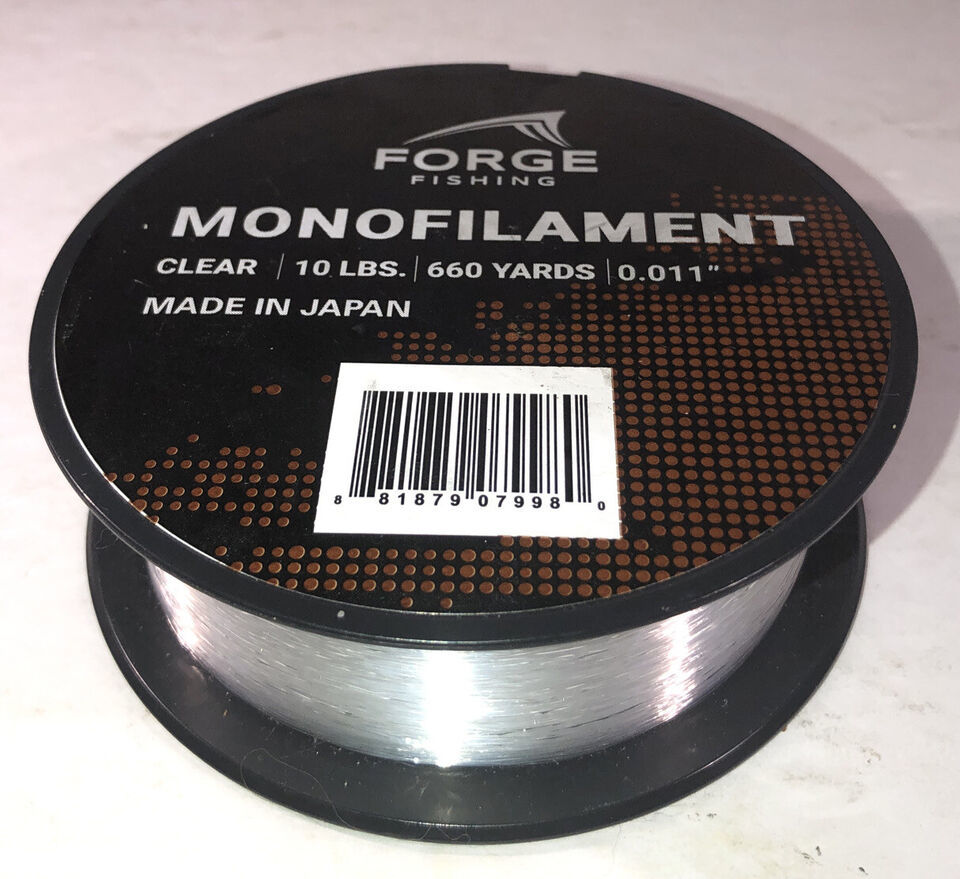 FORGE
FISHING
MONOFILAMENT
CLEAR | 10 LBS. | 660 YARDS | 0.011"
MADE IN JAPAN
8 81879 07998 0